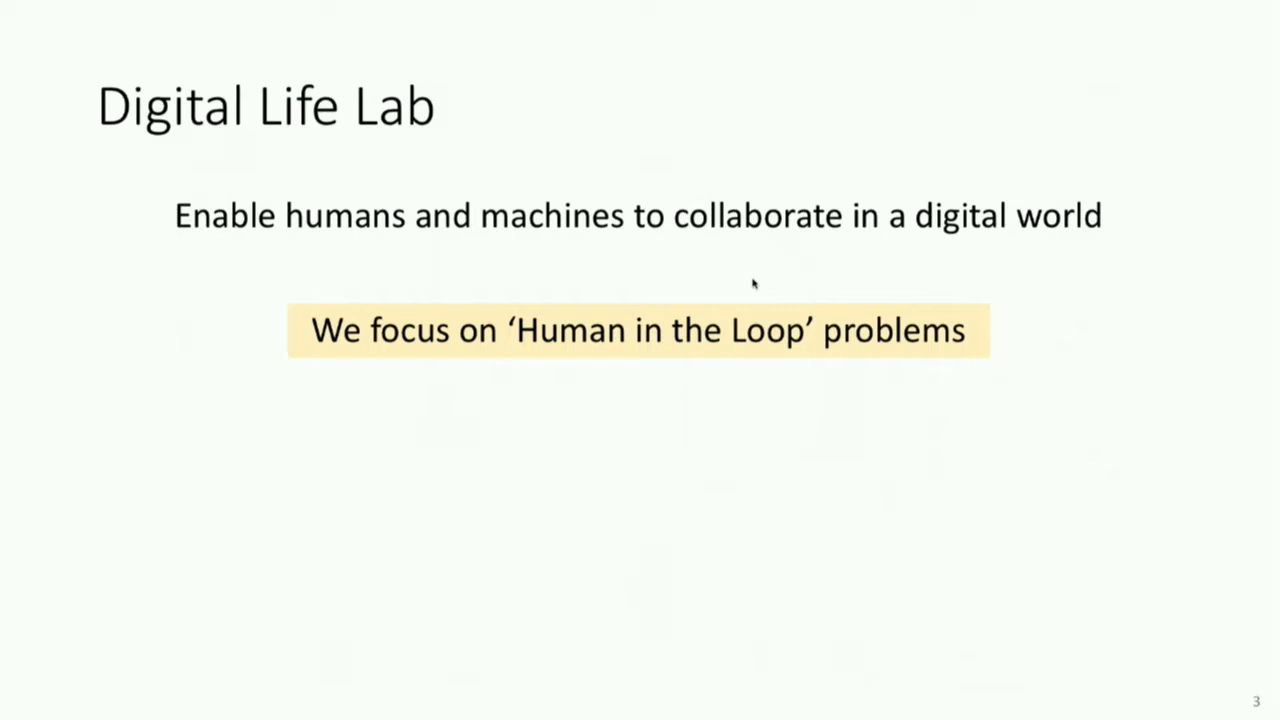 Digital Life Lab
Enable humans and machines to collaborate in a digital world
We focus on ‘Human in the Loop’ problems
3